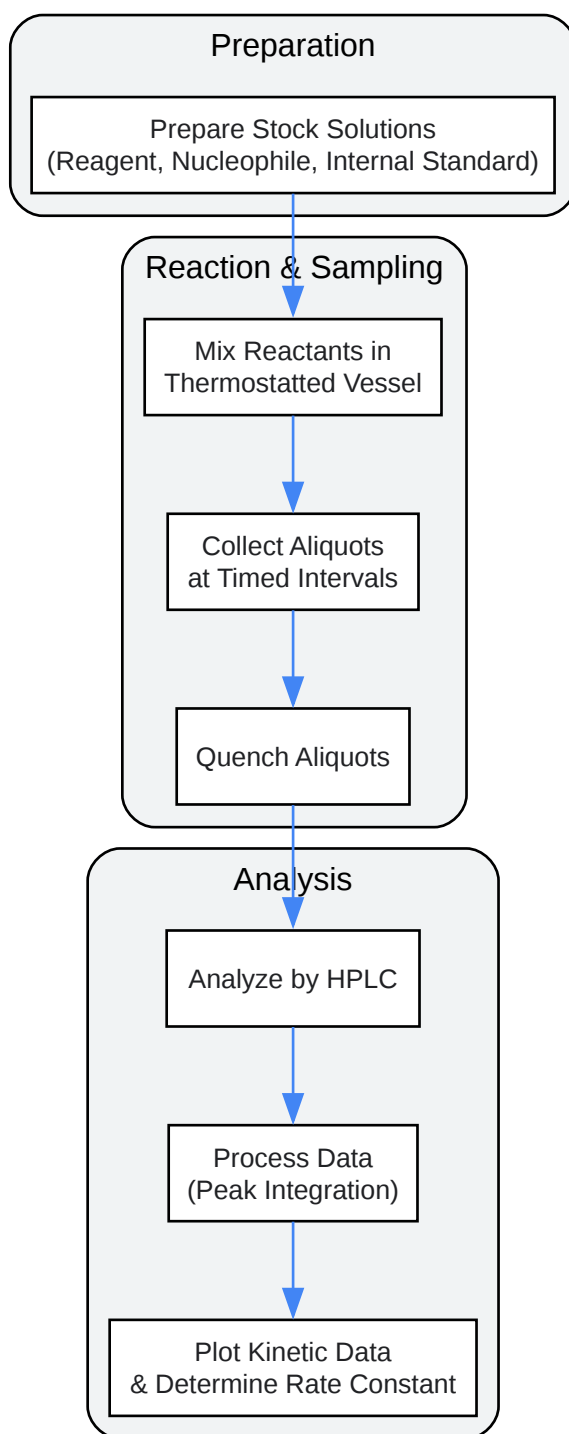 Preparation
Prepare Stock Solutions
(Reagent, Nucleophile, Internal Standard)
Reaction & Sampling
Mix Reactants in
Thermostatted Vessel
Collect Aliquots
at Timed Intervals
Quench Aliquots
Analysis
Analyze by HPLC
Process Data
(Peak Integration)
Plot Kinetic Data
& Determine Rate Constant